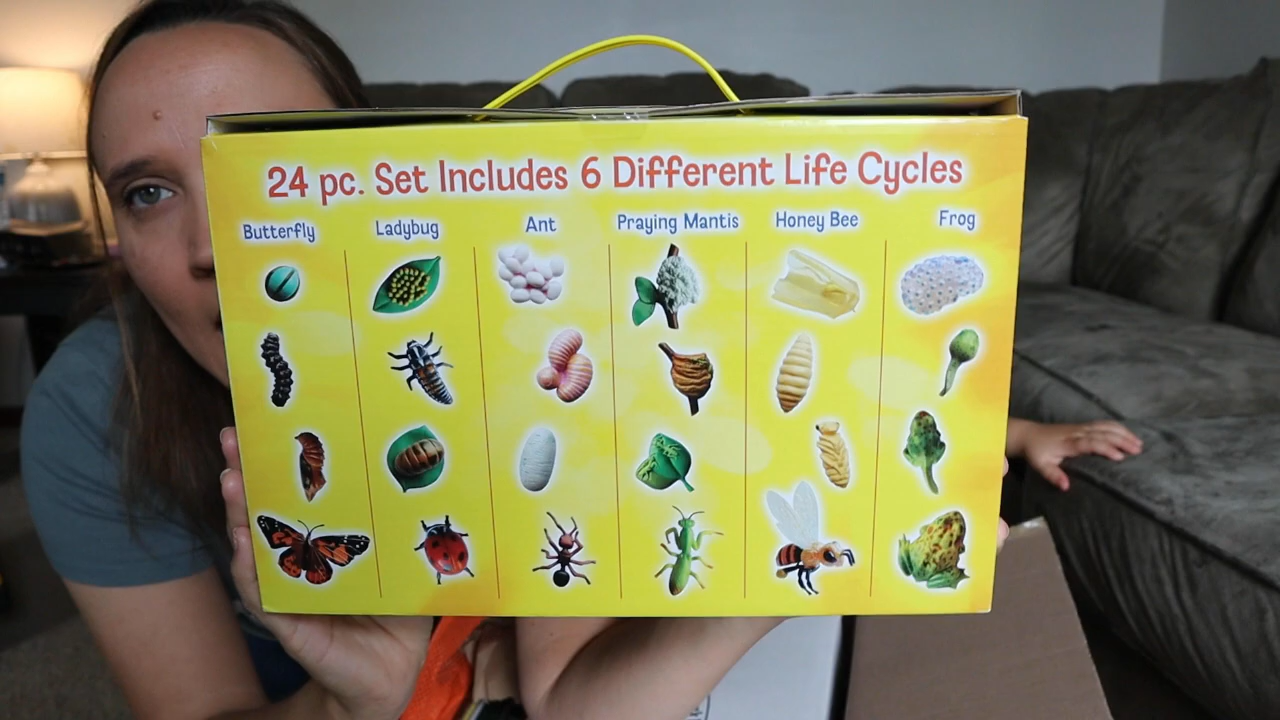 24 pc. Set Includes 6 Different Life Cycles
Butterfly Ladybug Ant Praying Mantis Honey Bee Frog